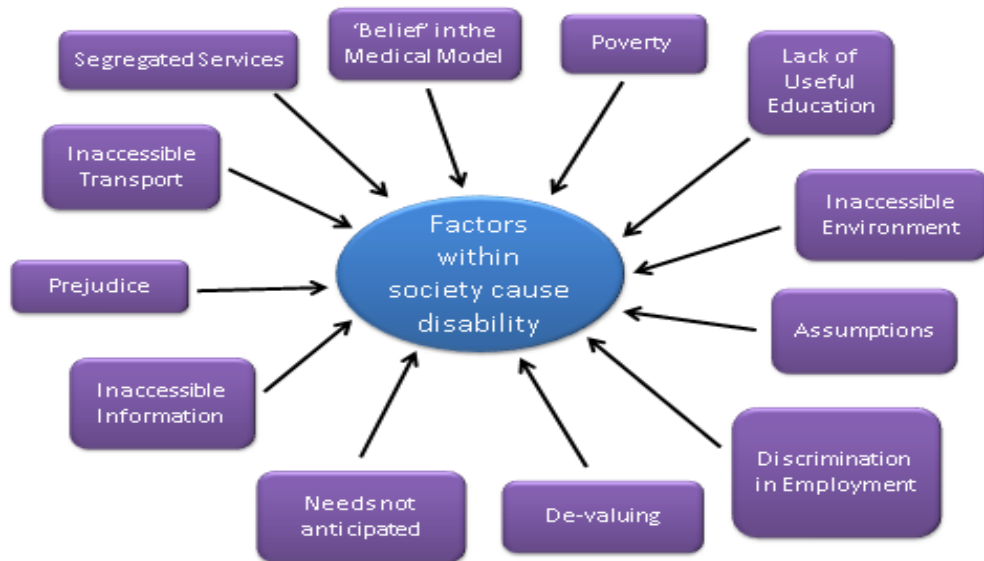 Segregated Services
'Belief' in the
Medical Model
Poverty
Lack of
Useful
Education
Inaccessible
Transport
Inaccessible
Environment
Factors
within
society cause
disability
Prejudice
Assumptions
Inaccessible
Information
Discrimination
in Employment
Needs not
anticipated
De-valuing